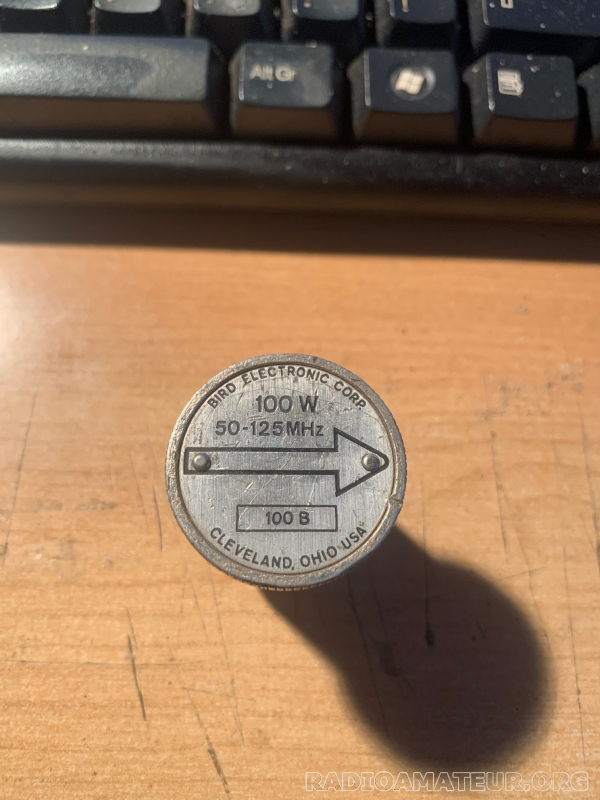 Alt Gr
BIRD ELECTRONIC CORP.
100 W
50-125MHz
100 B
CLEVELAND, OHIO USA
RADIOAMATEUR.ORG